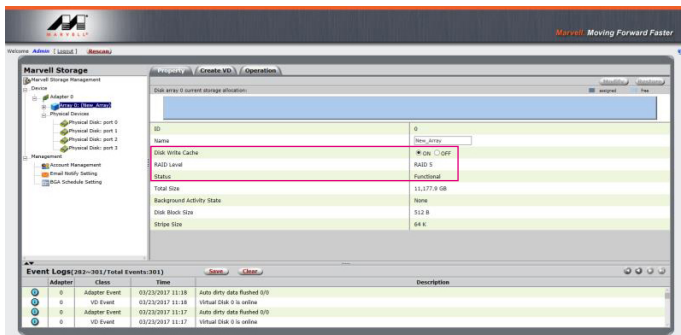 MARVELL
Marvell. Moving Forward Faster
Welcome Admin [ Logout ] Rescan
Marvell Storage
Marvell Storage Management
Device
Adapter 0
Array 0: [New_Array]
Physical Devices
Physical Disk: port 0
Physical Disk: port 1
Physical Disk: port 2
Physical Disk: port 3
Management
Account Management
Email Notify Setting
BGA Schedule Setting
Property Create VD Operation
Modify Restore
Disk array 0 current storage allocation: assigned free
ID 0
Name New_Array
Disk Write Cache ON OFF
RAID Level RAID 5
Status Functional
Total Size 11,177.9 GB
Background Activity State None
Disk Block Size 512 B
Stripe Size 64 K
Event Logs(282~301/Total Events:301) Save Clear
Adapter Class Time Description
0 Adapter Event 03/23/2017 11:18 Auto dirty data flushed 0/0
0 VD Event 03/23/2017 11:18 Virtual Disk 0 is online
0 Adapter Event 03/23/2017 11:17 Auto dirty data flushed 0/0
0 VD Event 03/23/2017 11:17 Virtual Disk 0 is online